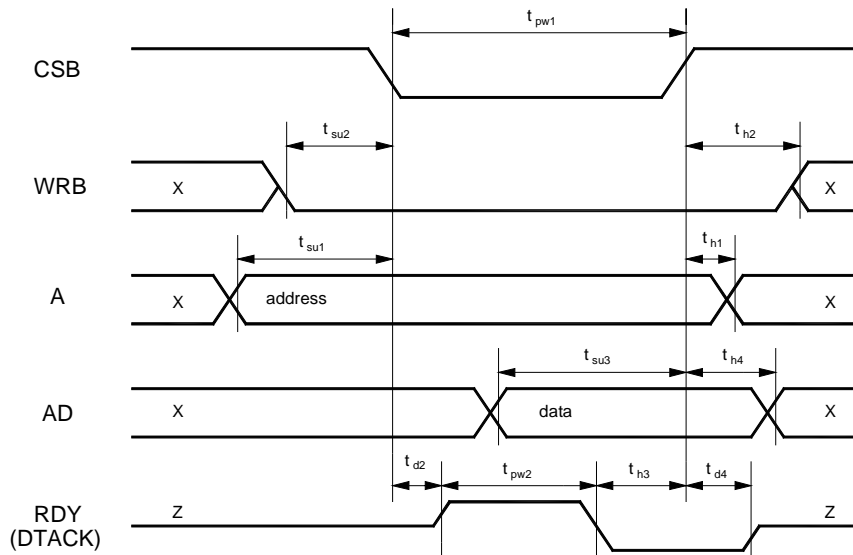 t pw1
CSB
t su2
t h2
WRB
X
X
t su1
t h1
A
X
address
X
t su3
t h4
AD
X
data
X
t d2
t pw2
t h3
t d4
RDY
(DTACK)
Z
Z